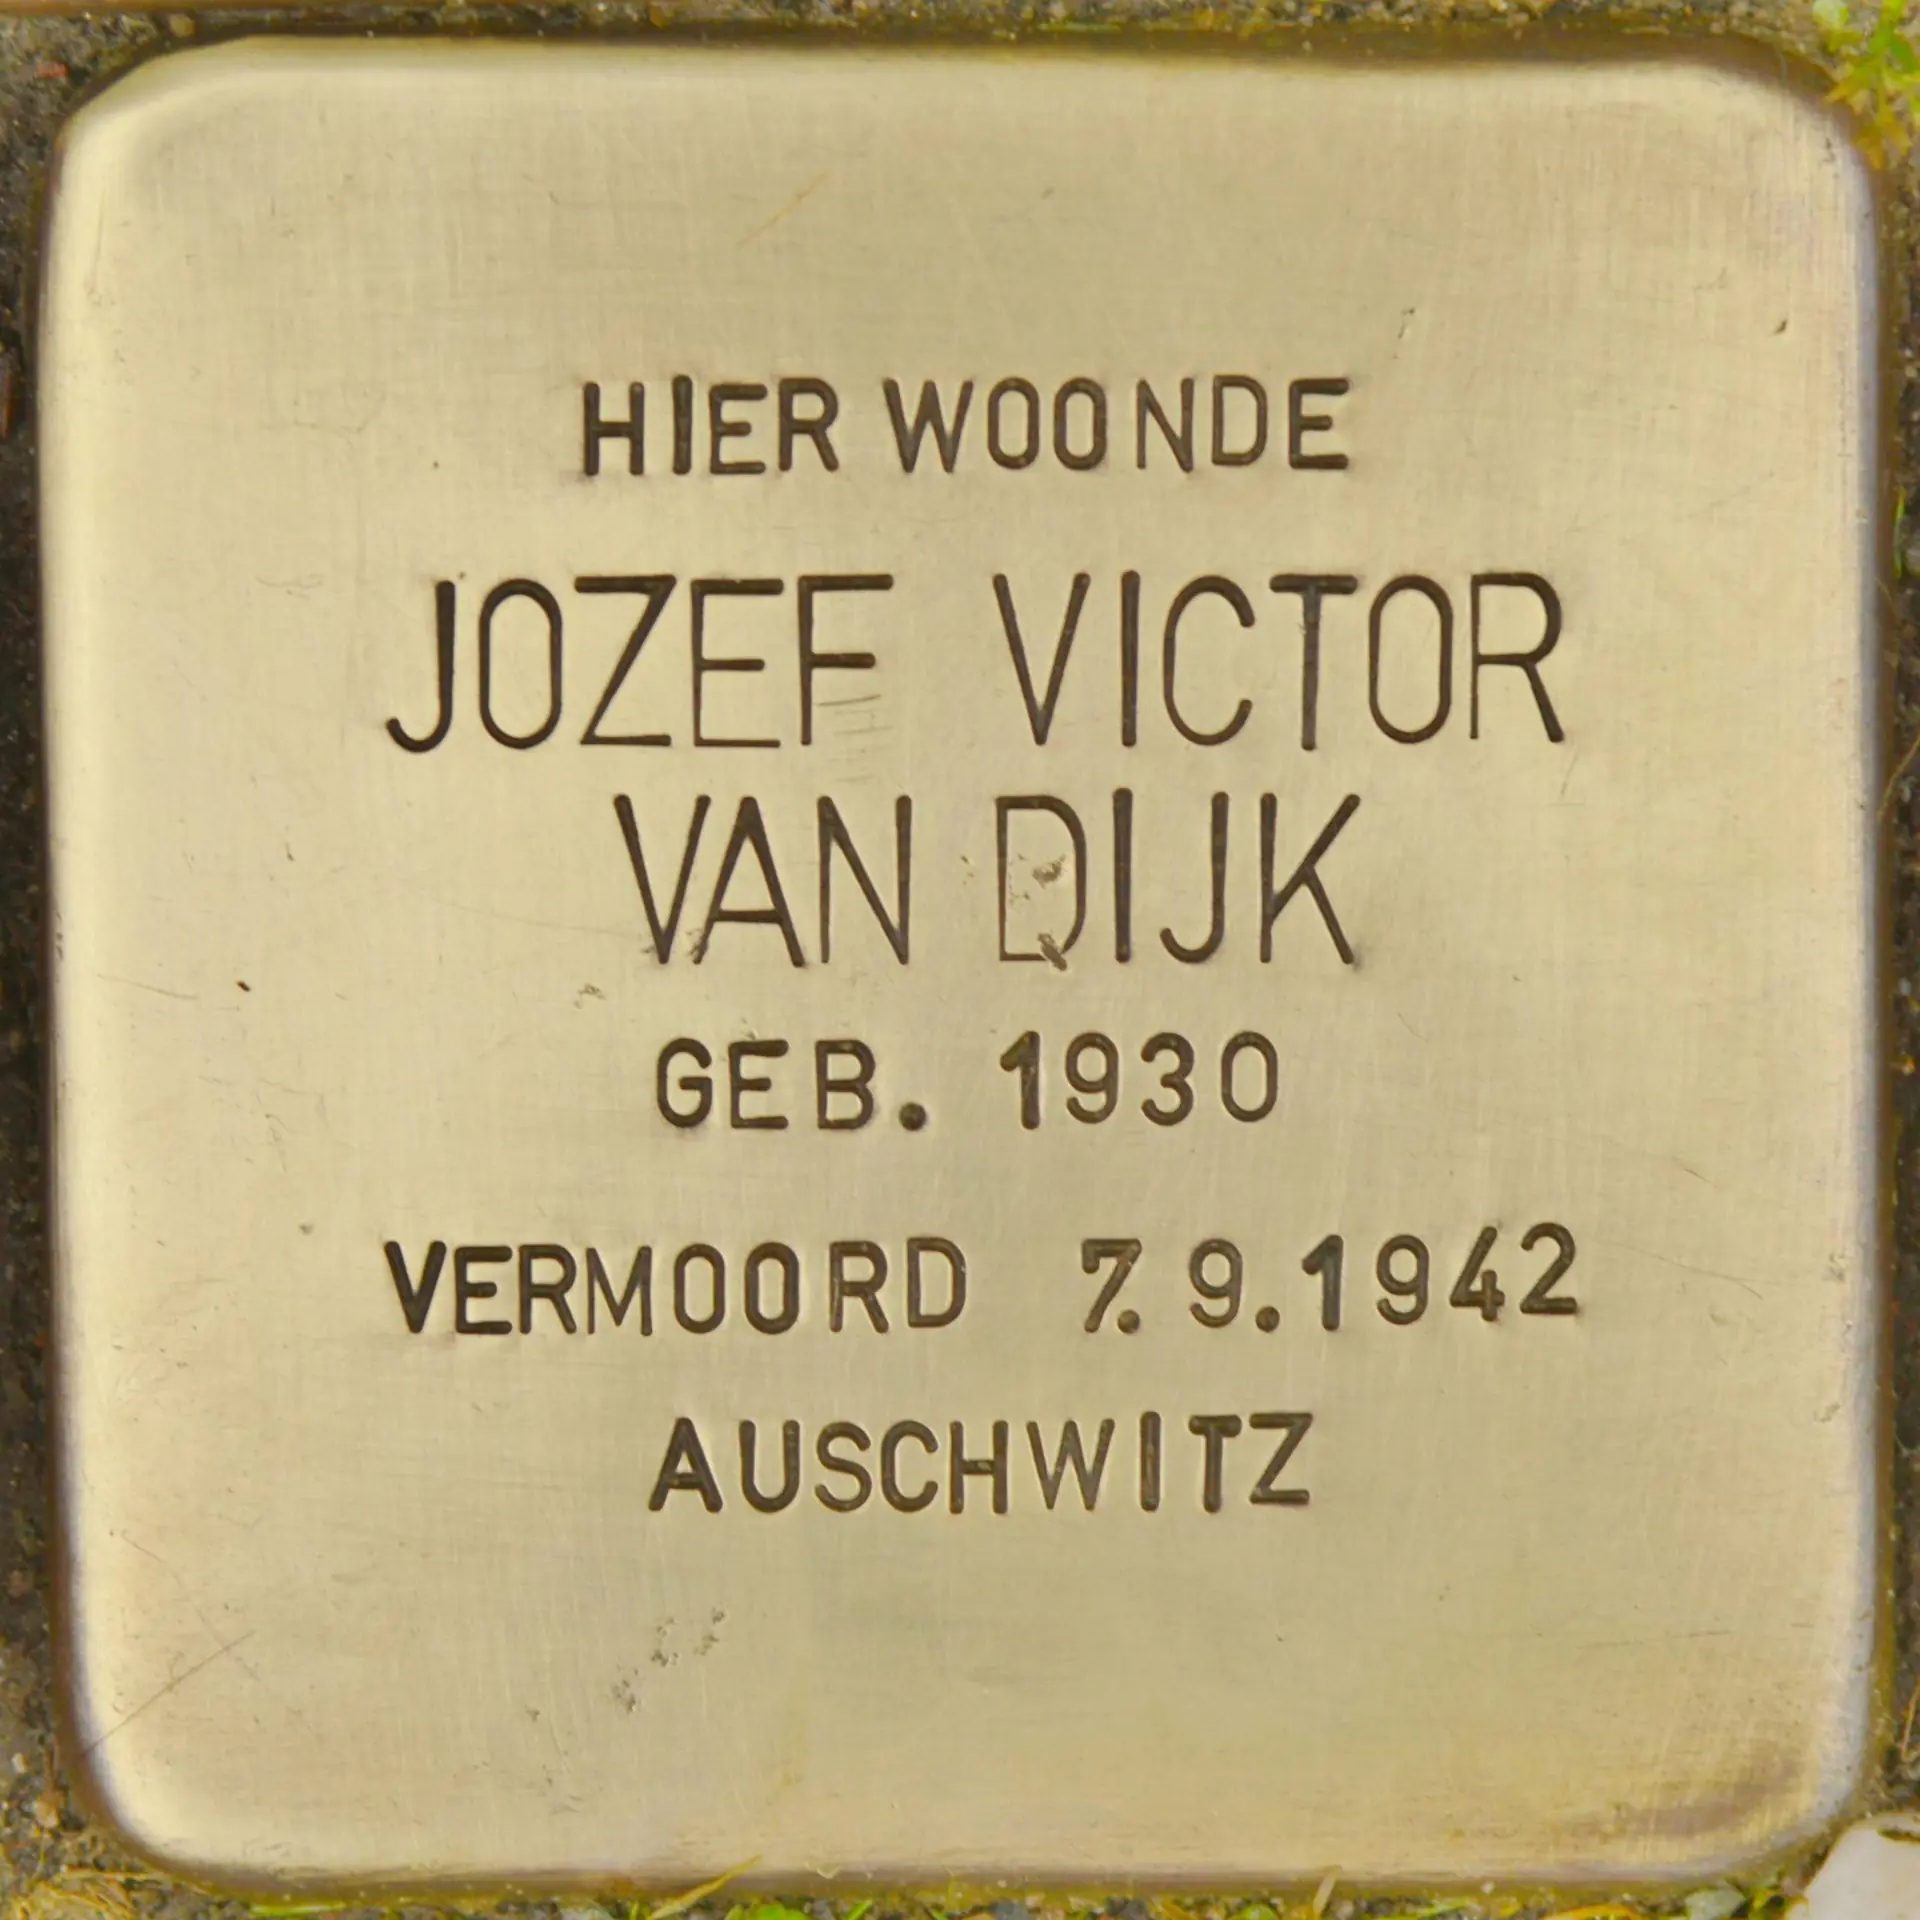 HIER WOONDE
JOZEF VICTOR
VAN DIJK
GEB. 1930
VERMOORD 7.9.1942
AUSCHWITZ